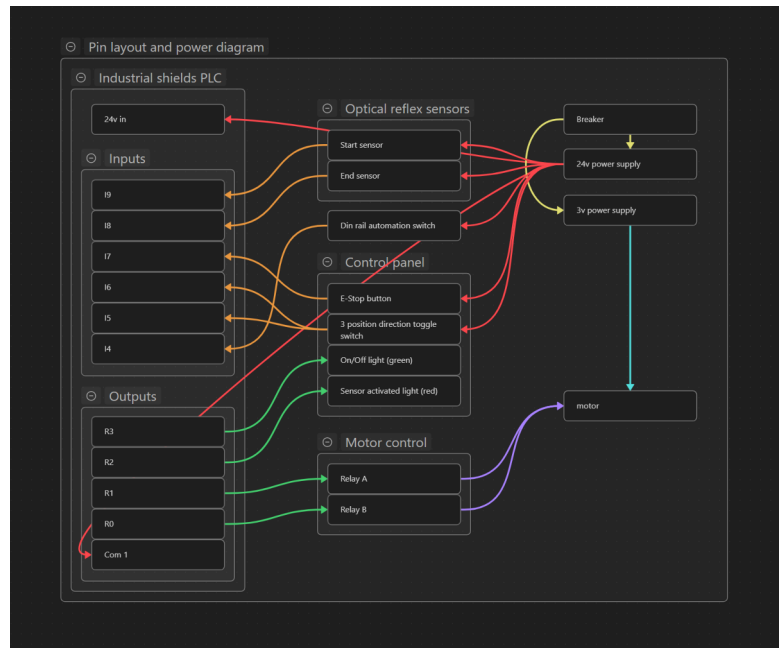 Pin layout and power diagram
Industrial shields PLC
24v in
Inputs
I9
I8
I7
I6
I5
I4
Outputs
R3
R2
R1
R0
Com 1
Optical reflex sensors
Start sensor
End sensor
Din rail automation switch
Control panel
E-Stop button
3 position direction toggle
switch
On/Off light (green)
Sensor activated light (red)
Motor control
Relay A
Relay B
Breaker
24v power supply
3v power supply
motor